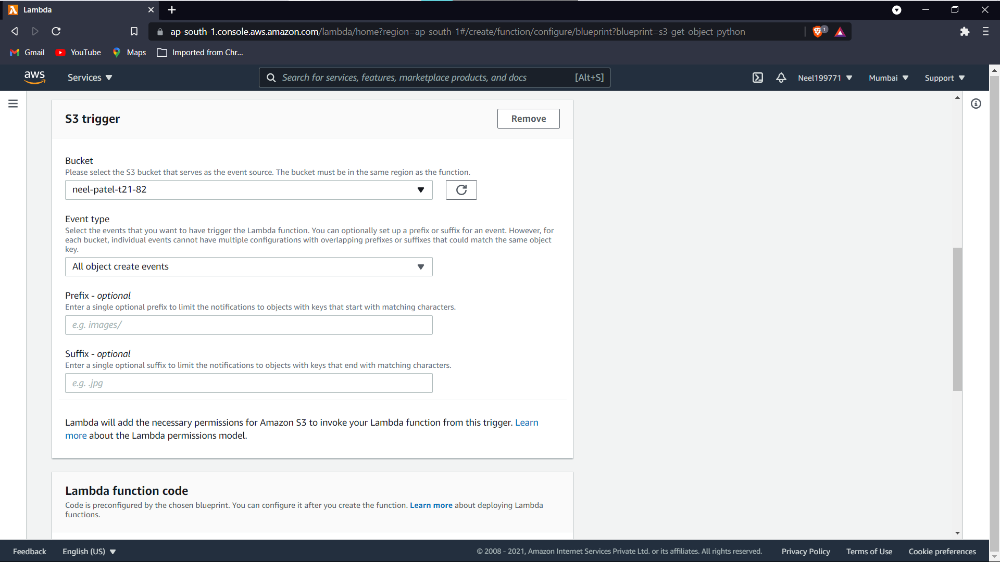 Lambda
ap-south-1.console.aws.amazon.com/lambda/home?region=ap-south-1#/create/function/configure/blueprint?blueprint=s3-get-object-python
1
Gmail YouTube Maps Imported from Chr...
aws Services Search for services, features, marketplace products, and docs [Alt+S] Neel199771 Mumbai Support
S3 trigger Remove
Bucket
Please select the S3 bucket that serves as the event source. The bucket must be in the same region as the function.
neel-patel-t21-82
Event type
Select the events that you want to have trigger the Lambda function. You can optionally set up a prefix or suffix for an event. However, for
each bucket, individual events cannot have multiple configurations with overlapping prefixes or suffixes that could match the same object
key.
All object create events
Prefix - optional
Enter a single optional prefix to limit the notifications to objects with keys that start with matching characters.
e.g. images/
Suffix - optional
Enter a single optional suffix to limit the notifications to objects with keys that end with matching characters.
e.g. .jpg
Lambda will add the necessary permissions for Amazon S3 to invoke your Lambda function from this trigger. Learn
more about the Lambda permissions model.
Lambda function code
Code is preconfigured by the chosen blueprint. You can configure it after you create the function. Learn more about deploying Lambda
functions.
Feedback English (US) © 2008 - 2021, Amazon Internet Services Private Ltd. or its affiliates. All rights reserved. Privacy Policy Terms of Use Cookie preferences